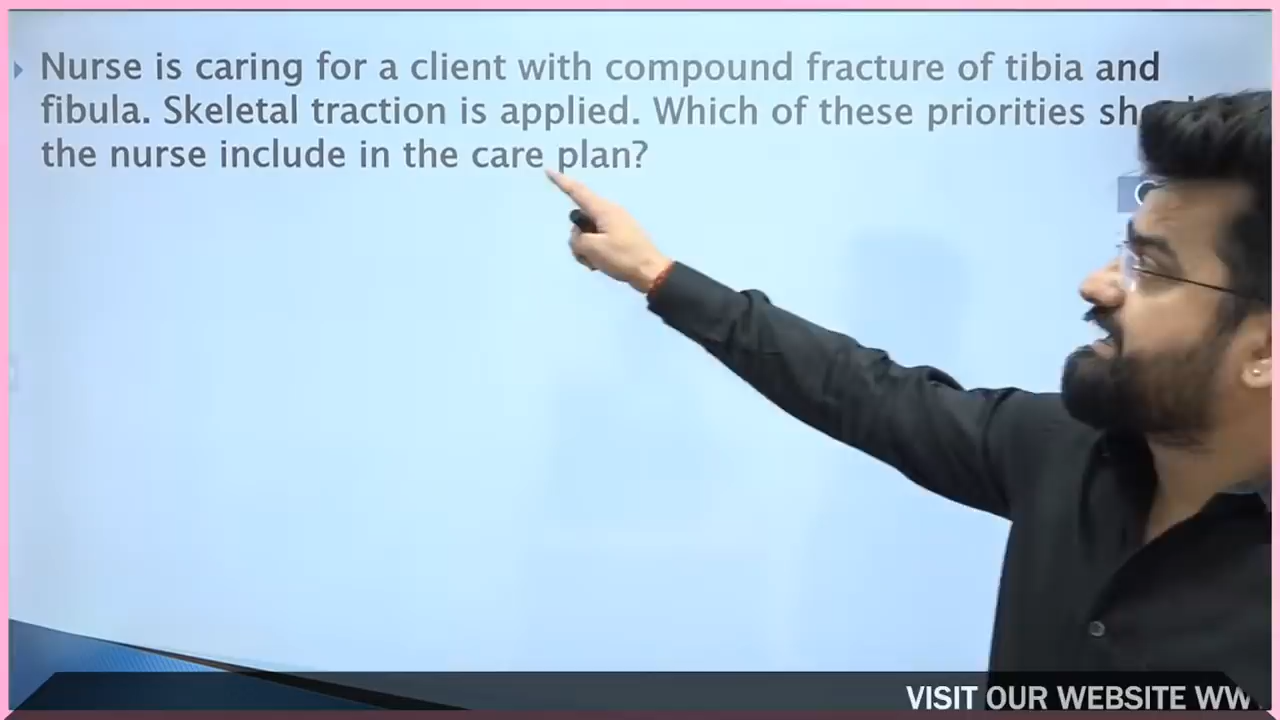 Nurse is caring for a client with compound fracture of tibia and
fibula. Skeletal traction is applied. Which of these priorities
the nurse include in the care plan?
VISIT OUR WEBSITE